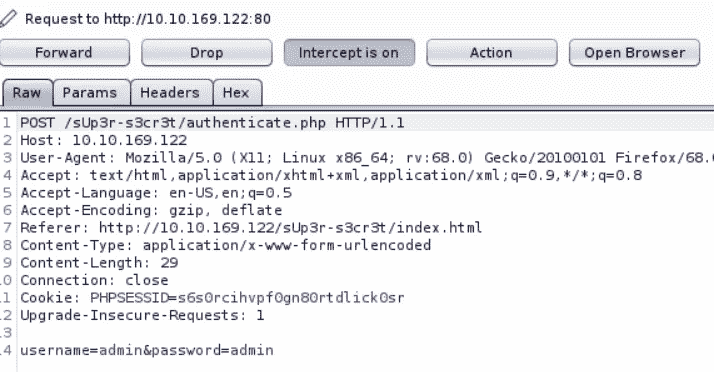 Request to http://10.10.169.122:80
Forward Drop Intercept is on Action Open Browser
Raw Params Headers Hex
1 POST /sUp3r-s3cr3t/authenticate.php HTTP/1.1
2 Host: 10.10.169.122
3 User-Agent: Mozilla/5.0 (X11; Linux x86_64; rv:68.0) Gecko/20100101 Firefox/68.
4 Accept: text/html,application/xhtml+xml,application/xml;q=0.9,*/*;q=0.8
5 Accept-Language: en-US,en;q=0.5
6 Accept-Encoding: gzip, deflate
7 Referer: http://10.10.169.122/sUp3r-s3cr3t/index.html
8 Content-Type: application/x-www-form-urlencoded
9 Content-Length: 29
10 Connection: close
11 Cookie: PHPSESSID=s6s0rcihvpf0gn80rtdlick0sr
12 Upgrade-Insecure-Requests: 1
13
14 username=admin&password=admin